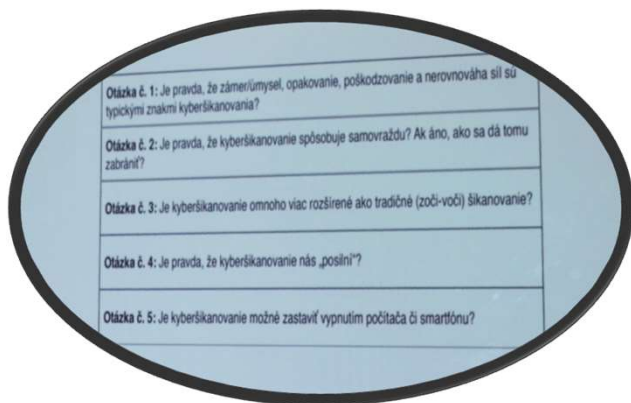 Otázka č. 1: Je pravda, že zámer/úmysel, opakovanie, poškodzovanie a nerovnováha síl sú
typickými znakmi kyberšikanovania?
Otázka č. 2: Je pravda, že kyberšikanovanie spôsobuje samovraždu? Ak áno, ako sa dá tomu
zabrániť?
Otázka č. 3: Je kyberšikanovanie omnoho viac rozšírené ako tradičné (zoči-voči) šikanovanie?
Otázka č. 4: Je pravda, že kyberšikanovanie nás „posilní“?
Otázka č. 5: Je kyberšikanovanie možné zastaviť vypnutím počítača či smartfónu?